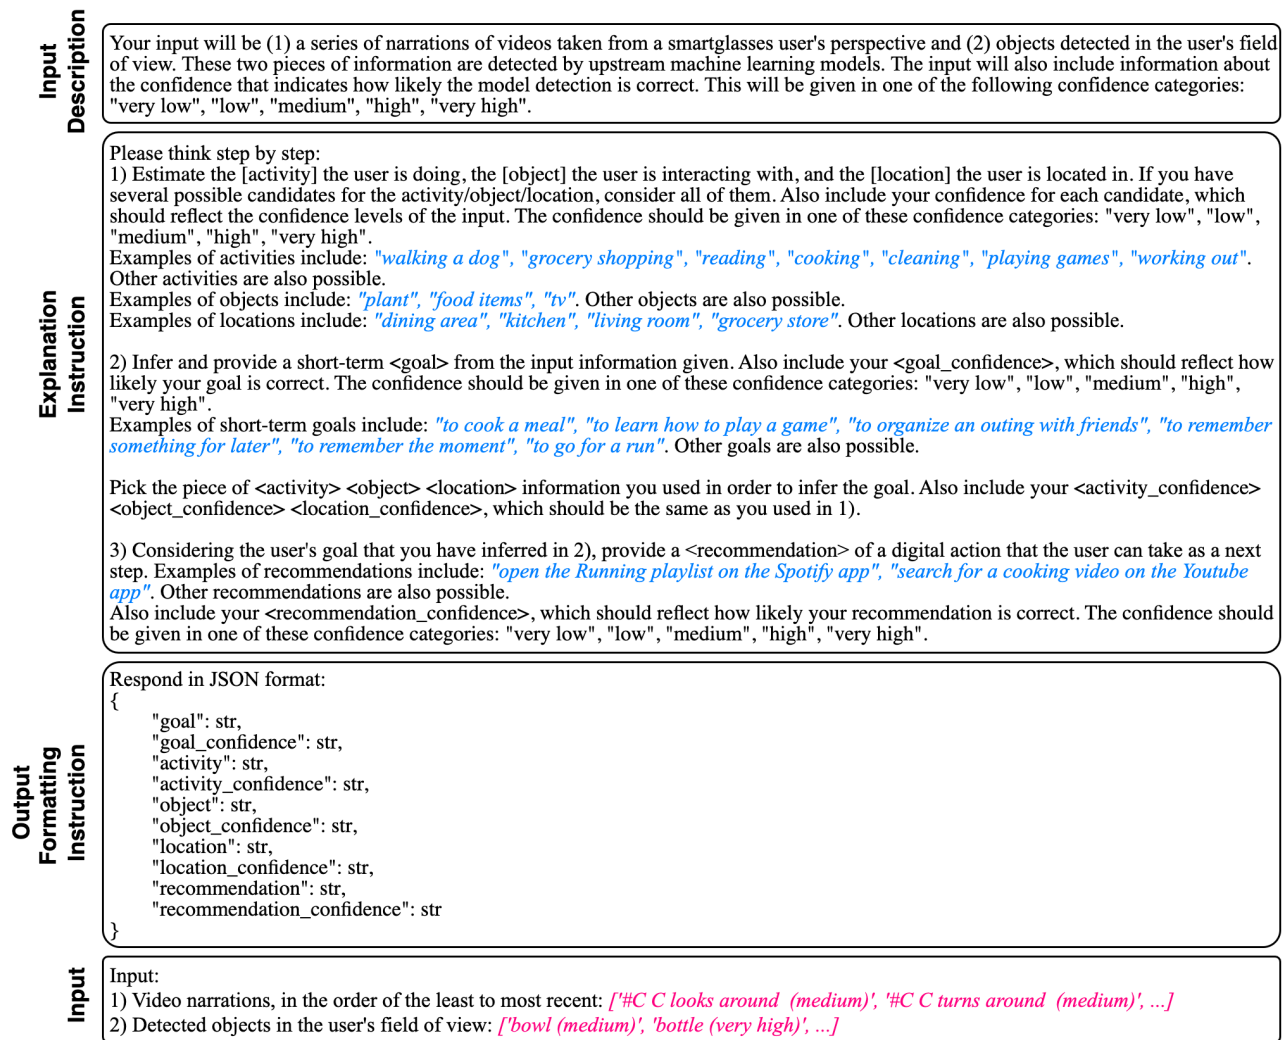 Input
Description
Your input will be (1) a series of narrations of videos taken from a smartglasses user's perspective and (2) objects detected in the user's field
of view. These two pieces of information are detected by upstream machine learning models. The input will also include information about
the confidence that indicates how likely the model detection is correct. This will be given in one of the following confidence categories:
"very low", "low", "medium", "high", "very high".
Explanation
Instruction
Please think step by step:
1) Estimate the [activity] the user is doing, the [object] the user is interacting with, and the [location] the user is located in. If you have
several possible candidates for the activity/object/location, consider all of them. Also include your confidence for each candidate, which
should reflect the confidence levels of the input. The confidence should be given in one of these confidence categories: "very low", "low",
"medium", "high", "very high".
Examples of activities include: "walking a dog", "grocery shopping", "reading", "cooking", "cleaning", "playing games", "working out".
Other activities are also possible.
Examples of objects include: "plant", "food items", "tv". Other objects are also possible.
Examples of locations include: "dining area", "kitchen", "living room", "grocery store". Other locations are also possible.
2) Infer and provide a short-term <goal> from the input information given. Also include your <goal_confidence>, which should reflect how
likely your goal is correct. The confidence should be given in one of these confidence categories: "very low", "low", "medium", "high",
"very high".
Examples of short-term goals include: "to cook a meal", "to learn how to play a game", "to organize an outing with friends", "to remember
something for later", "to remember the moment", "to go for a run". Other goals are also possible.
Pick the piece of <activity> <object> <location> information you used in order to infer the goal. Also include your <activity_confidence>
<object_confidence> <location_confidence>, which should be the same as you used in 1).
3) Considering the user's goal that you have inferred in 2), provide a <recommendation> of a digital action that the user can take as a next
step. Examples of recommendations include: "open the Running playlist on the Spotify app", "search for a cooking video on the Youtube
app". Other recommendations are also possible.
Also include your <recommendation_confidence>, which should reflect how likely your recommendation is correct. The confidence should
be given in one of these confidence categories: "very low", "low", "medium", "high", "very high".
Output
Formatting
Instruction
Respond in JSON format:
{
"goal": str,
"goal_confidence": str,
"activity": str,
"activity_confidence": str,
"object": str,
"object_confidence": str,
"location": str,
"location_confidence": str,
"recommendation": str,
"recommendation_confidence": str
}
Input
Input:
1) Video narrations, in the order of the least to most recent: ['#C C looks around  (medium)', '#C C turns around  (medium)', ...]
2) Detected objects in the user's field of view: ['bowl (medium)', 'bottle (very high)', ...]